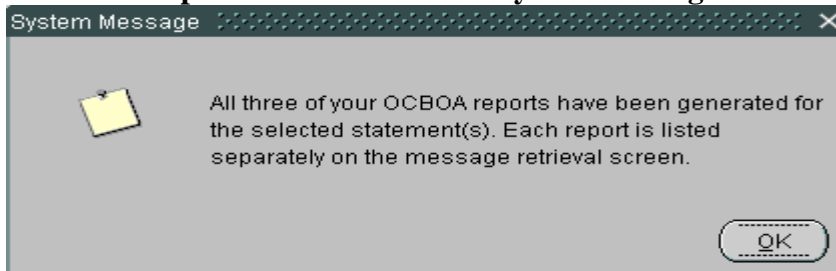 System Message
All three of your OCBOA reports have been generated for
the selected statement(s). Each report is listed
separately on the message retrieval screen.
OK